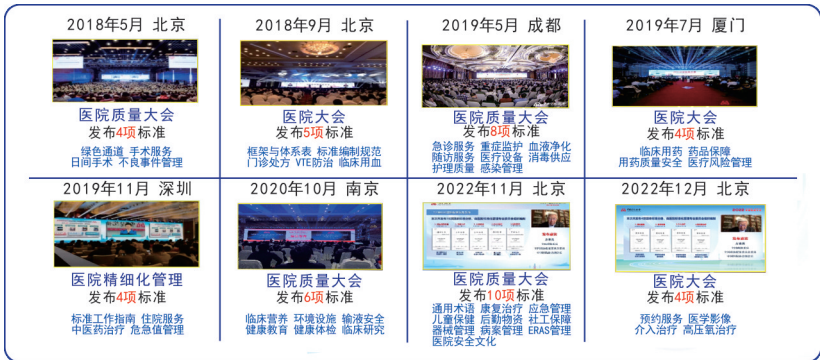 2018年5月 北京
医院质量大会
发布4项标准
绿色通道 手术服务
日间手术 不良事件管理
2018年9月 北京
医院大会
发布5项标准
框架与体系表 标准编制规范
门诊处方 VTE防治 临床用血
2019年5月 成都
医院质量大会
发布8项标准
急诊服务 重症监护 血液净化
随访服务 医疗设备 消毒供应
护理质量 感染管理
2019年7月 厦门
医院大会
发布4项标准
临床用药 药品保障
用药质量安全 医疗风险管理
2019年11月 深圳
医院精细化管理
发布4项标准
标准工作指南 住院服务
中医药治疗 危急值管理
2020年10月 南京
医院质量大会
发布6项标准
临床营养 环境设施 输液安全
健康教育 健康体检 临床研究
2022年11月 北京
医院质量大会
发布10项标准
通用术语 康复治疗 应急管理
儿童保健 后勤物资 社工保障
器械管理 病案管理 ERAS管理
医院安全文化
2022年12月 北京
医院大会
发布4项标准
预约服务 医学影像
介入治疗 高压氧治疗